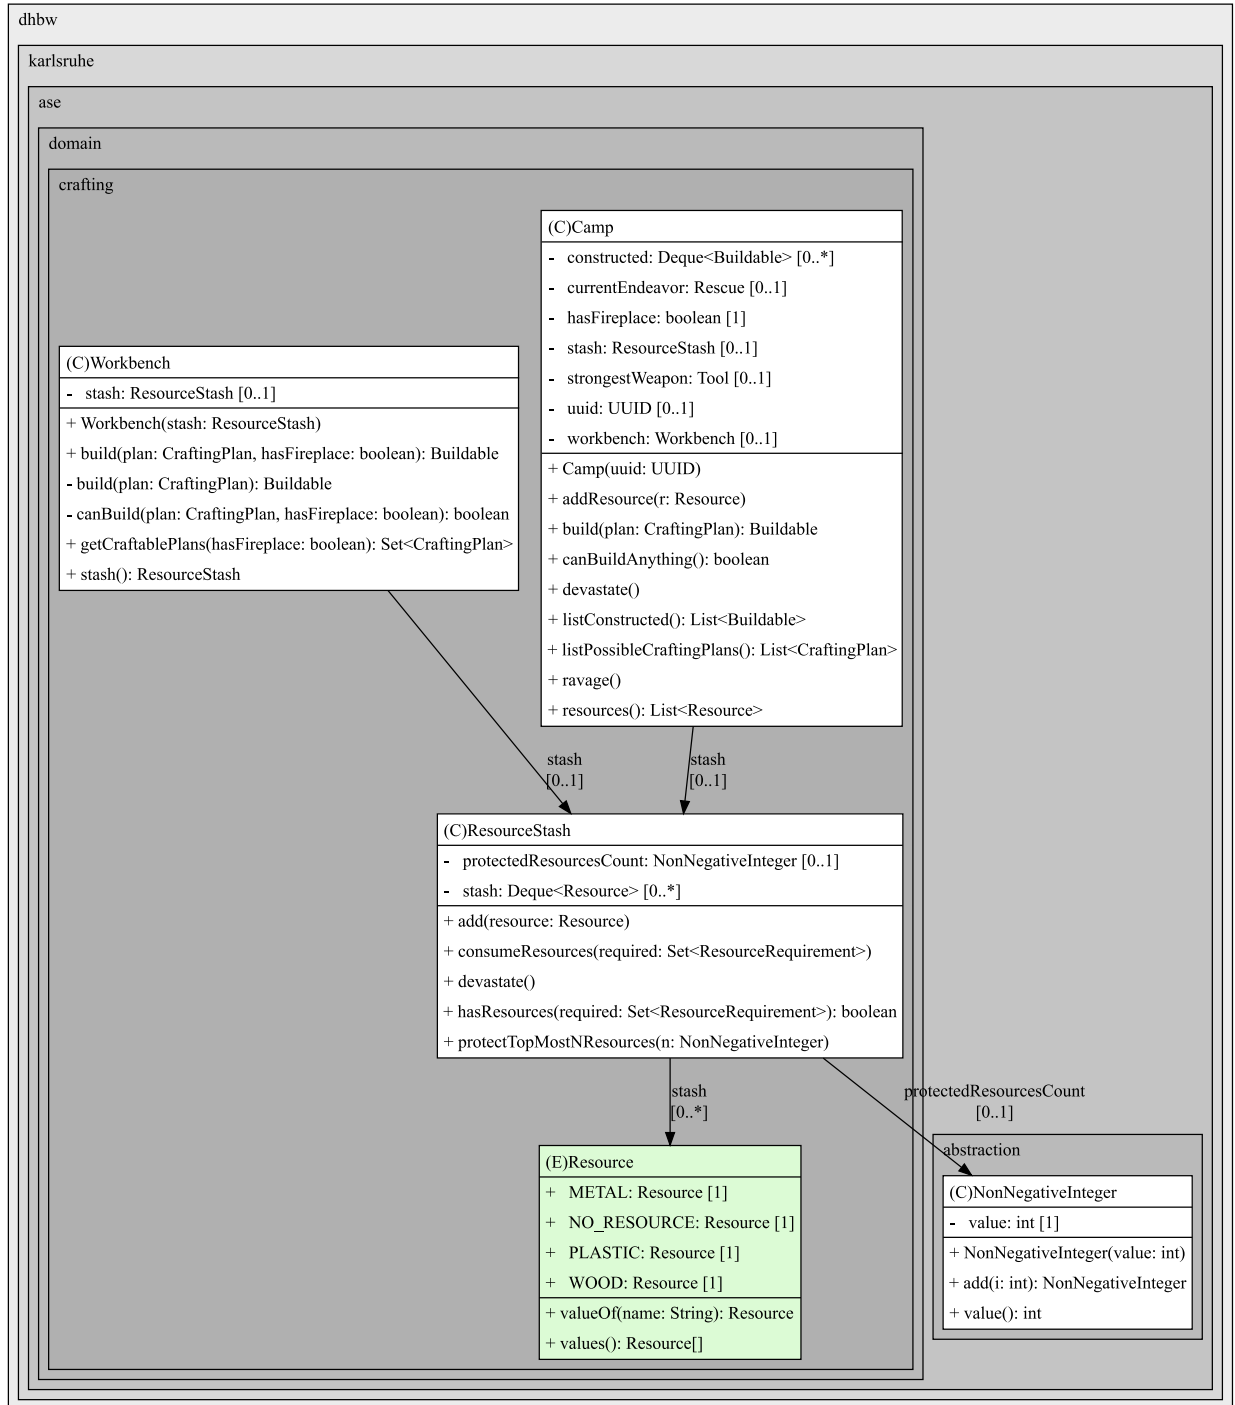 dhbw
karlsruhe
ase
domain
crafting
(C)Camp
- constructed: Deque<Buildable> [0..*]
- currentEndeavor: Rescue [0..1]
- hasFireplace: boolean [1]
- stash: ResourceStash [0..1]
- strongestWeapon: Tool [0..1]
- uuid: UUID [0..1]
- workbench: Workbench [0..1]
+ Camp(uuid: UUID)
+ addResource(r: Resource)
+ build(plan: CraftingPlan): Buildable
+ canBuildAnything(): boolean
+ devastate()
+ listConstructed(): List<Buildable>
+ listPossibleCraftingPlans(): List<CraftingPlan>
+ ravage()
+ resources(): List<Resource>
(C)Workbench
- stash: ResourceStash [0..1]
+ Workbench(stash: ResourceStash)
+ build(plan: CraftingPlan, hasFireplace: boolean): Buildable
- build(plan: CraftingPlan): Buildable
- canBuild(plan: CraftingPlan, hasFireplace: boolean): boolean
+ getCraftablePlans(hasFireplace: boolean): Set<CraftingPlan>
+ stash(): ResourceStash
stash
[0..1]
stash
[0..1]
(C)ResourceStash
- protectedResourcesCount: NonNegativeInteger [0..1]
- stash: Deque<Resource> [0..*]
+ add(resource: Resource)
+ consumeResources(required: Set<ResourceRequirement>)
+ devastate()
+ hasResources(required: Set<ResourceRequirement>): boolean
+ protectTopMostNResources(n: NonNegativeInteger)
stash
[0..*]
protectedResourcesCount
[0..1]
(E)Resource
+ METAL: Resource [1]
+ NO_RESOURCE: Resource [1]
+ PLASTIC: Resource [1]
+ WOOD: Resource [1]
+ valueOf(name: String): Resource
+ values(): Resource[]
abstraction
(C)NonNegativeInteger
- value: int [1]
+ NonNegativeInteger(value: int)
+ add(i: int): NonNegativeInteger
+ value(): int